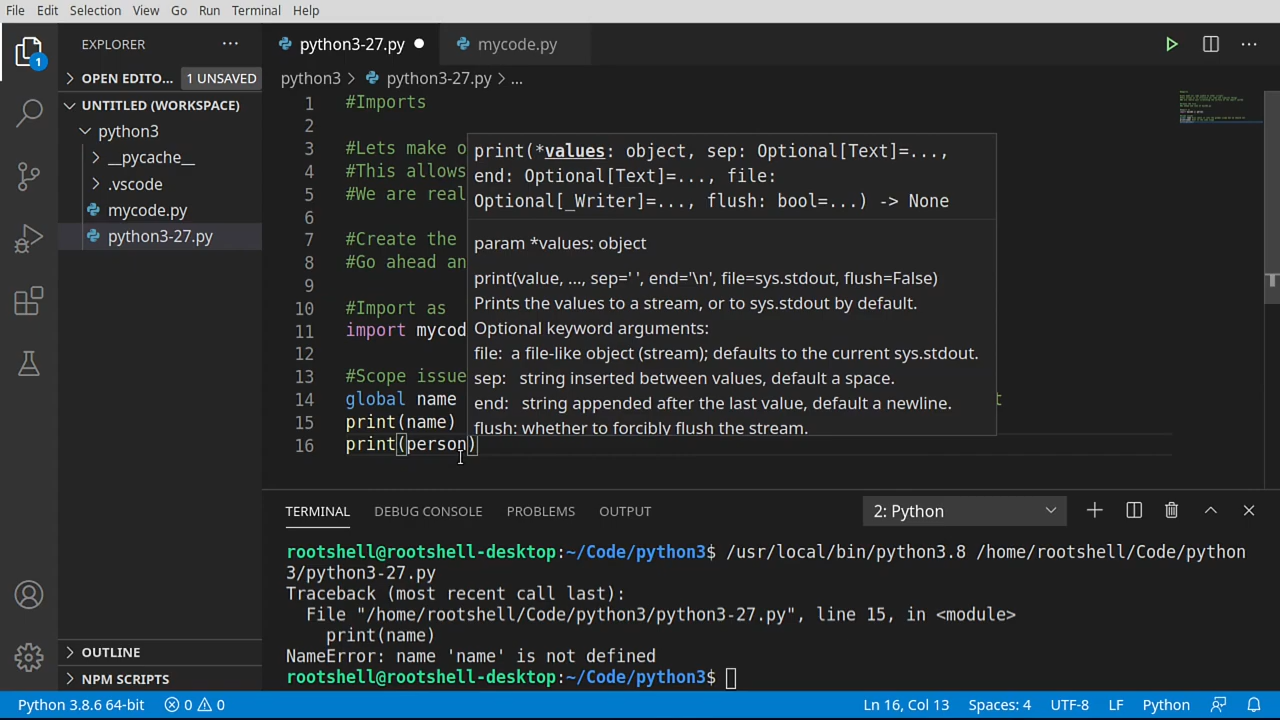 File Edit Selection View Go Run Terminal Help
EXPLORER ...
python3-27.py
mycode.py
1
OPEN EDITO... 1 UNSAVED
UNTITLED (WORKSPACE)
python3
__pycache__
.vscode
mycode.py
python3-27.py
OUTLINE
NPM SCRIPTS
python3 > python3-27.py > ...
1 #Imports
2
3 #Lets make o
4 #This allows
5 #We are real
6
7 #Create the
8 #Go ahead an
9
10 #Import as
11 import mycod
12
13 #Scope issue
14 global name t
15 print(name)
16 print(person)
print(*values: object, sep: Optional[Text]=...,
end: Optional[Text]=..., file:
Optional[_Writer]=..., flush: bool=...) -> None
param *values: object
print(value, ..., sep=' ', end='\n', file=sys.stdout, flush=False)
Prints the values to a stream, or to sys.stdout by default.
Optional keyword arguments:
file: a file-like object (stream); defaults to the current sys.stdout.
sep: string inserted between values, default a space.
end: string appended after the last value, default a newline.
flush: whether to forcibly flush the stream.
TERMINAL DEBUG CONSOLE PROBLEMS OUTPUT 2: Python
rootshell@rootshell-desktop:~/Code/python3$ /usr/local/bin/python3.8 /home/rootshell/Code/python
3/python3-27.py
Traceback (most recent call last):
File "/home/rootshell/Code/python3/python3-27.py", line 15, in <module>
print(name)
NameError: name 'name' is not defined
rootshell@rootshell-desktop:~/Code/python3$
Python 3.8.6 64-bit 0 0 Ln 16, Col 13 Spaces: 4 UTF-8 LF Python